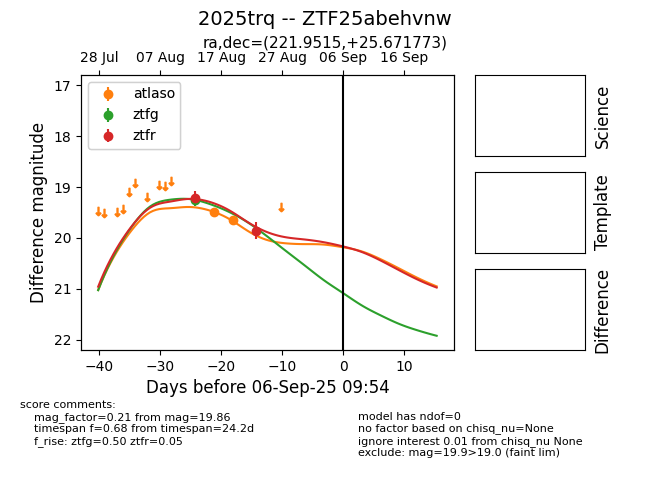 2025trq -- ZTF25abehvnw
ra,dec=(221.9515,+25.671773)
28 Jul 07 Aug 17 Aug 27 Aug 06 Sep 16 Sep
17
18
19
20
21
22
Difference magnitude
atlaso
ztfg
ztfr
−40 −30 −20 −10 0 10
Days before 06-Sep-25 09:54
Science
Template
Difference
score comments:
mag_factor=0.21 from mag=19.86
timespan f=0.68 from timespan=24.2d
f_rise: ztfg=0.50 ztfr=0.05
model has ndof=0
no factor based on chisq_nu=None
ignore interest 0.01 from chisq_nu None
exclude: mag=19.9>19.0 (faint lim)